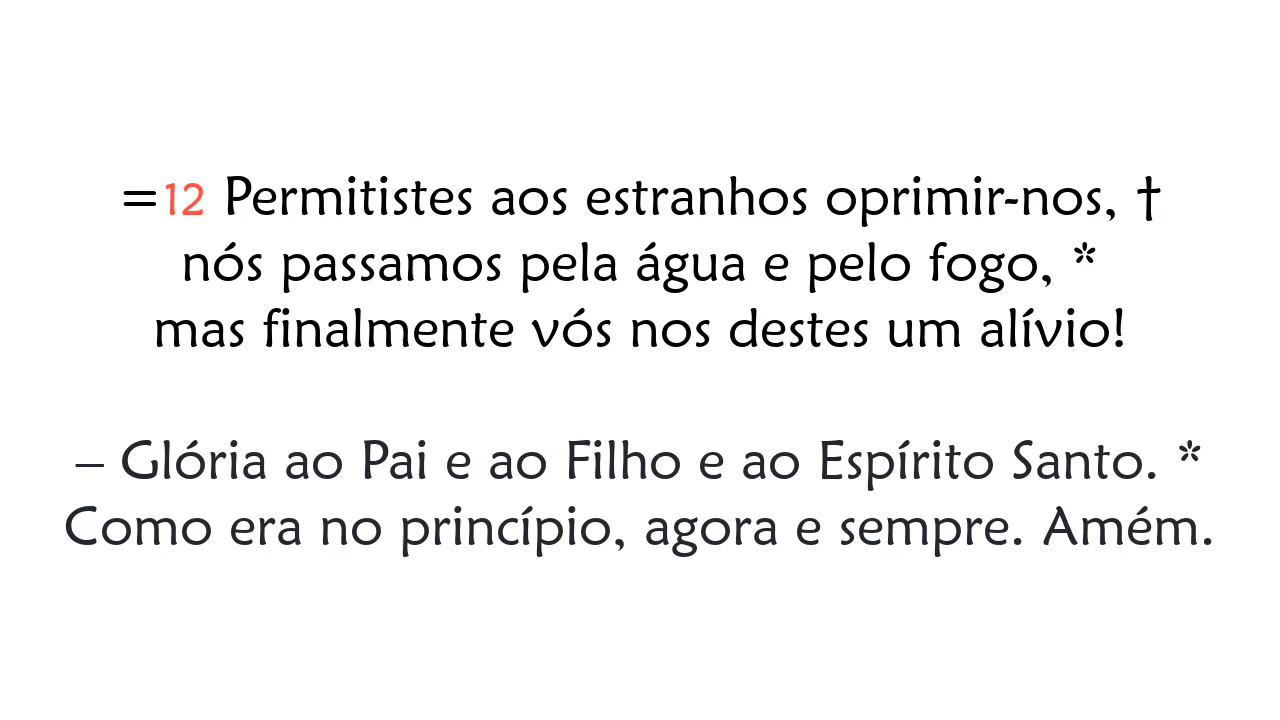 =12 Permitistes aos estranhos oprimir-nos, †
nós passamos pela água e pelo fogo, *
mas finalmente vós nos destes um alívio!
– Glória ao Pai e ao Filho e ao Espírito Santo. *
Como era no princípio, agora e sempre. Amém.